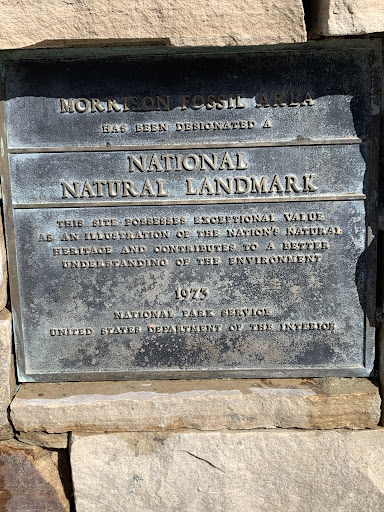 MORRISON FOSSIL AREA
HAS BEEN DESIGNATED A
NATIONAL
NATURAL LANDMARK
THIS SITE POSSESSES EXCEPTIONAL VALUE
AS AN ILLUSTRATION OF THE NATION'S NATURAL
HERITAGE AND CONTRIBUTES TO A BETTER
UNDERSTANDING OF THE ENVIRONMENT
1973
NATIONAL PARK SERVICE
UNITED STATES DEPARTMENT OF THE INTERIOR